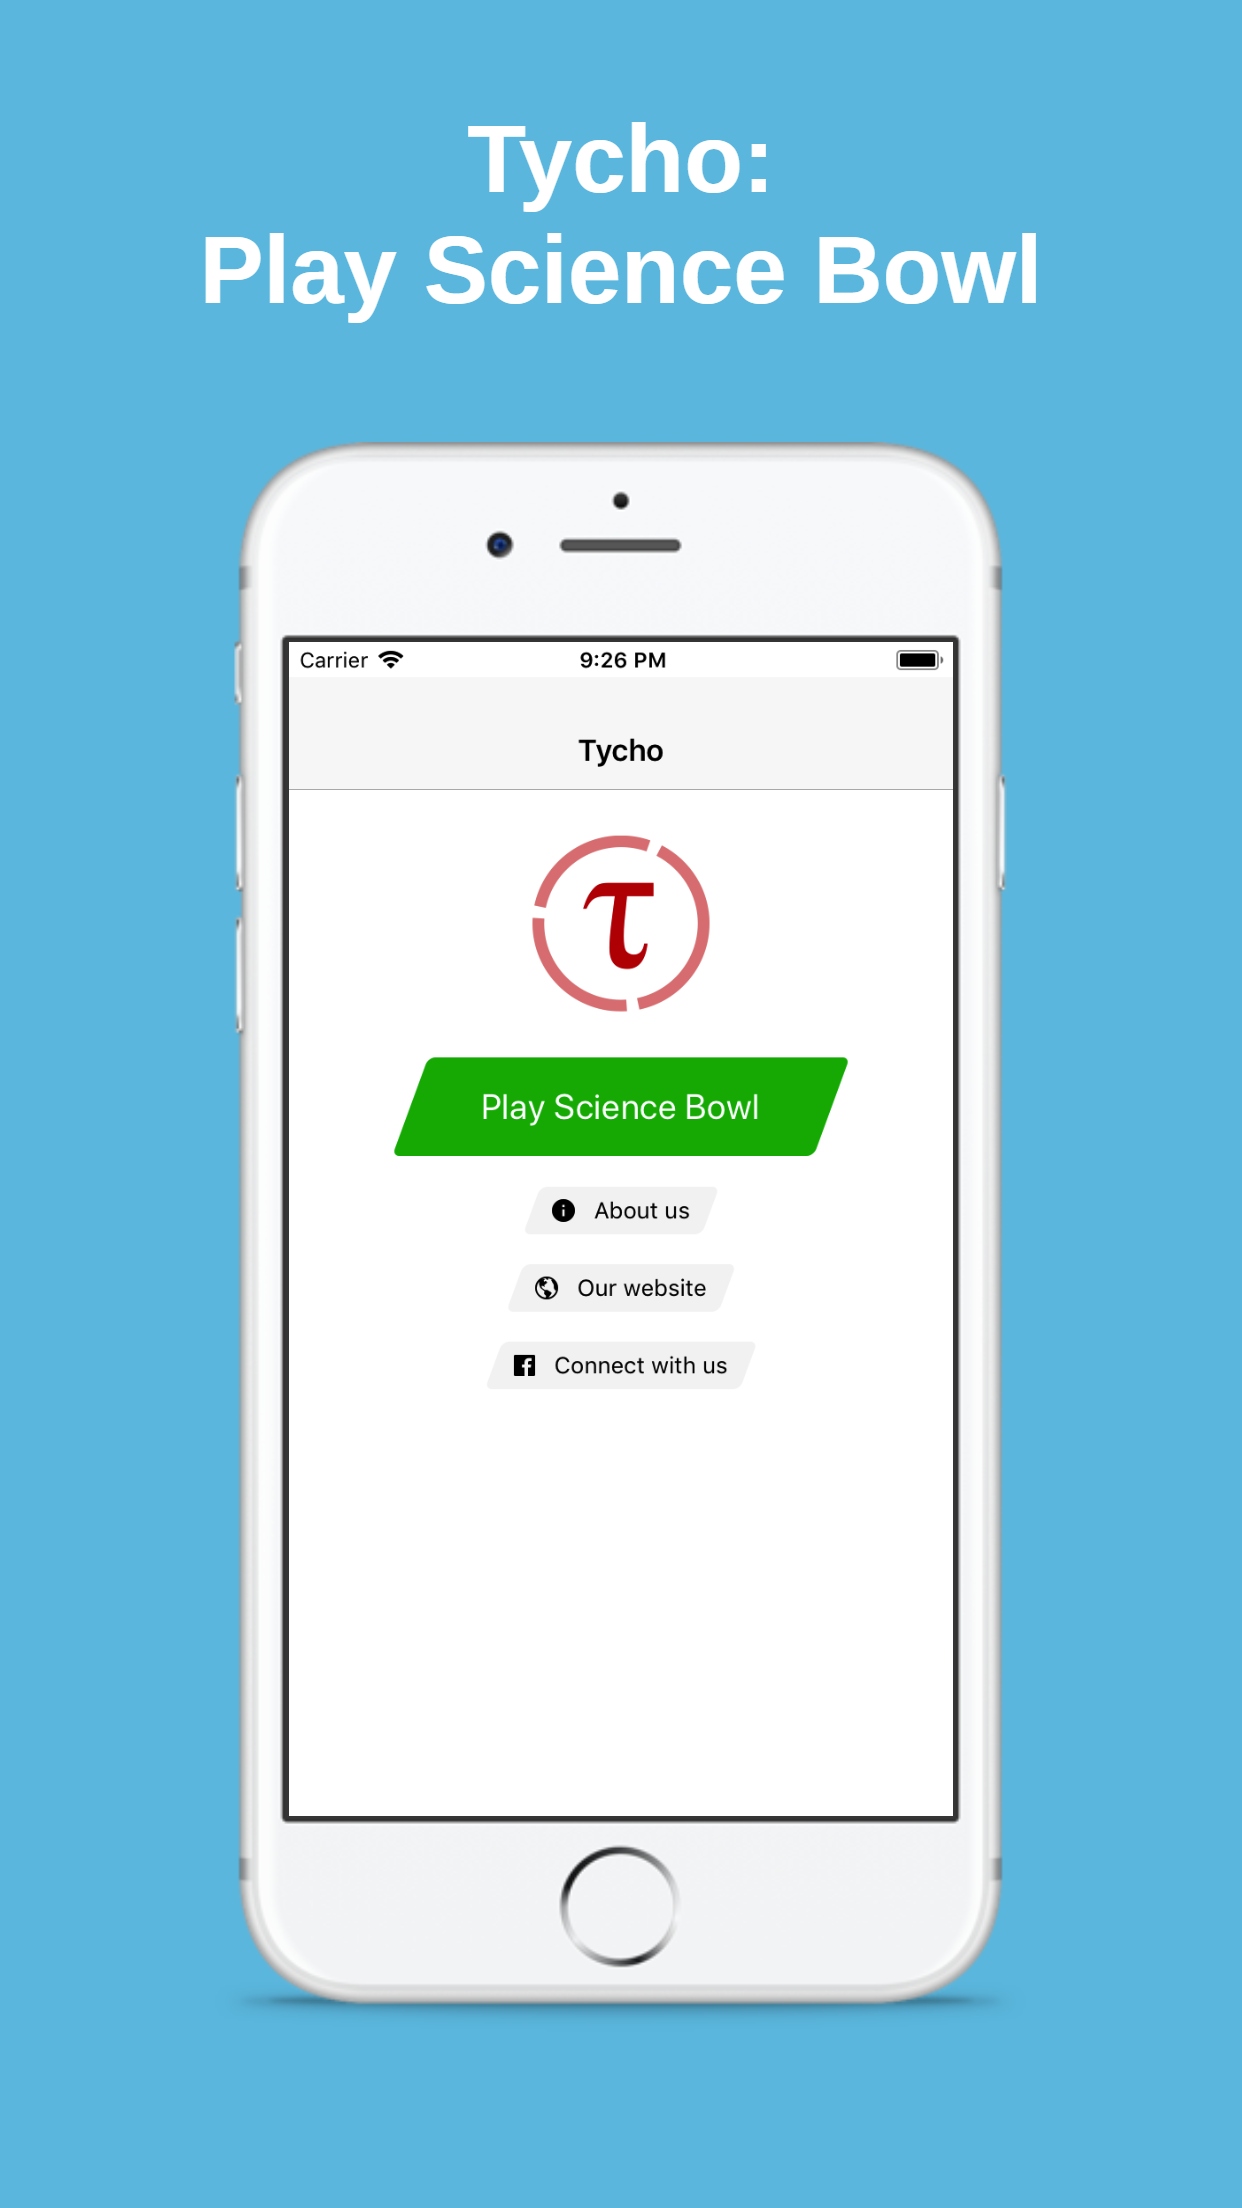 Tycho:
Play Science Bowl
Carrier 9:26 PM
Tycho
τ
Play Science Bowl
About us
Our website
Connect with us